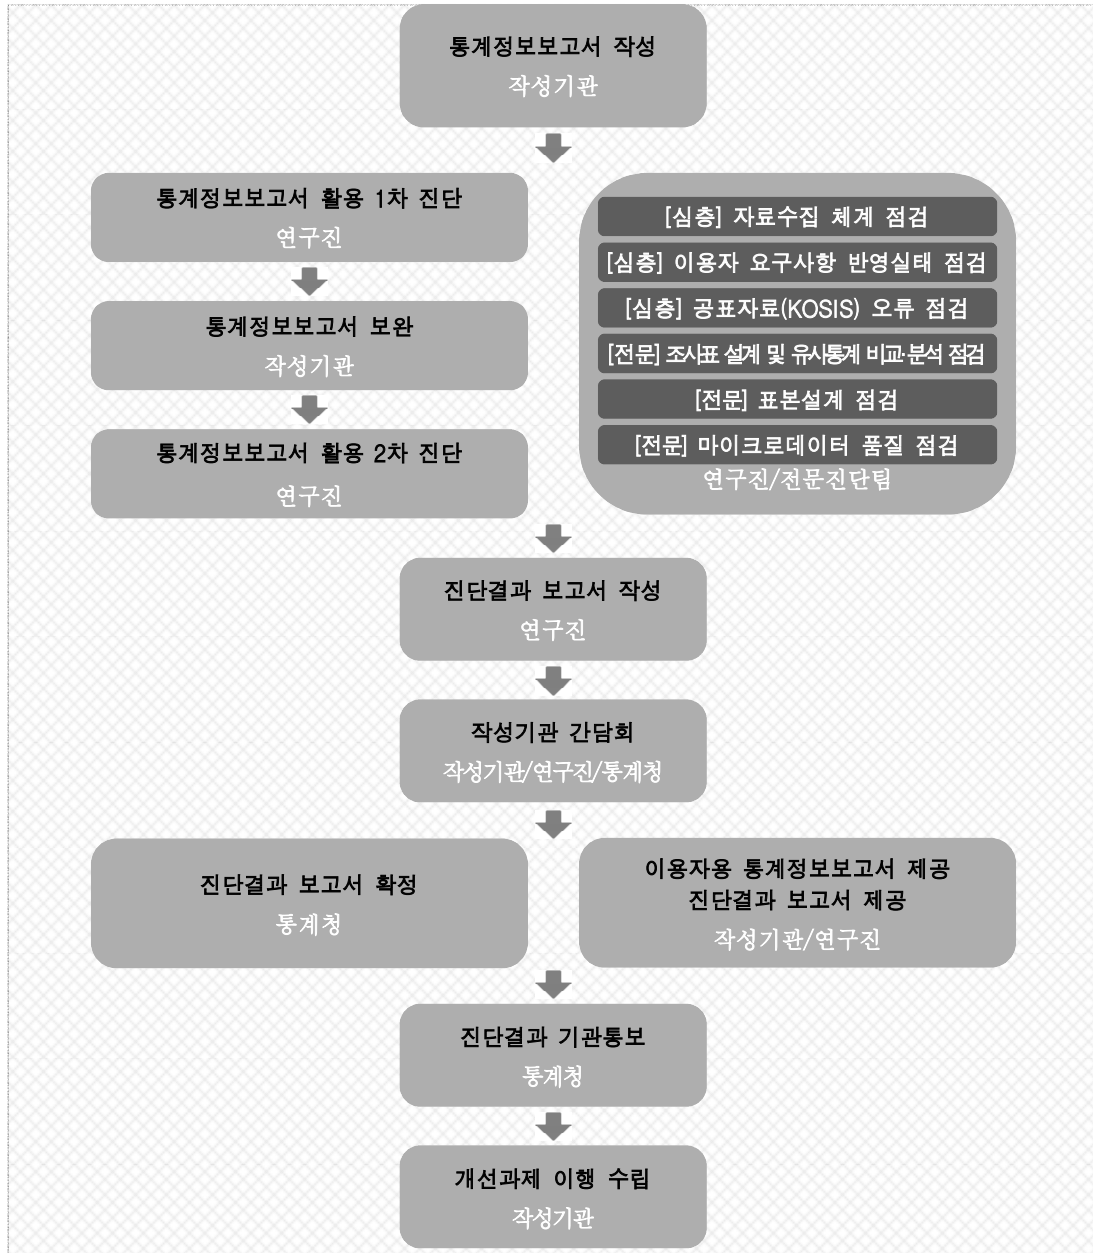 통계정보보고서 작성
작성기관
통계정보보고서 활용 1차 진단
연구진
통계정보보고서 보완
작성기관
통계정보보고서 활용 2차 진단
연구진
[심층] 자료수집 체계 점검
[심층] 이용자 요구사항 반영실태 점검
[심층] 공표자료(KOSIS) 오류 점검
[전문] 조사표 설계 및 유사통계 비교·분석 점검
[전문] 표본설계 점검
[전문] 마이크로데이터 품질 점검
연구진/전문진단팀
진단결과 보고서 작성
연구진
작성기관 간담회
작성기관/연구진/통계청
진단결과 보고서 확정
통계청
이용자용 통계정보보고서 제공
진단결과 보고서 제공
작성기관/연구진
진단결과 기관통보
통계청
개선과제 이행 수립
작성기관